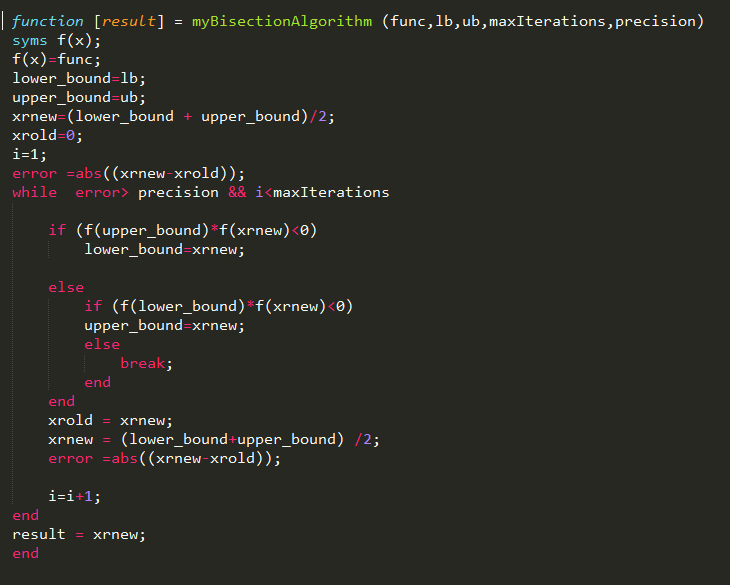 function [result] = myBisectionAlgorithm (func,lb,ub,maxIterations,precision)
syms f(x);
f(x)=func;
lower_bound=lb;
upper_bound=ub;
xrnew=(lower_bound + upper_bound)/2;
xrold=0;
i=1;
error =abs((xrnew-xrold));
while  error> precision && i<maxIterations
    if (f(upper_bound)*f(xrnew)<0)
        lower_bound=xrnew;
    else
        if (f(lower_bound)*f(xrnew)<0)
        upper_bound=xrnew;
        else
            break;
        end
    end
    xrold = xrnew;
    xrnew = (lower_bound+upper_bound) /2;
    error =abs((xrnew-xrold));
    i=i+1;
end
result = xrnew;
end